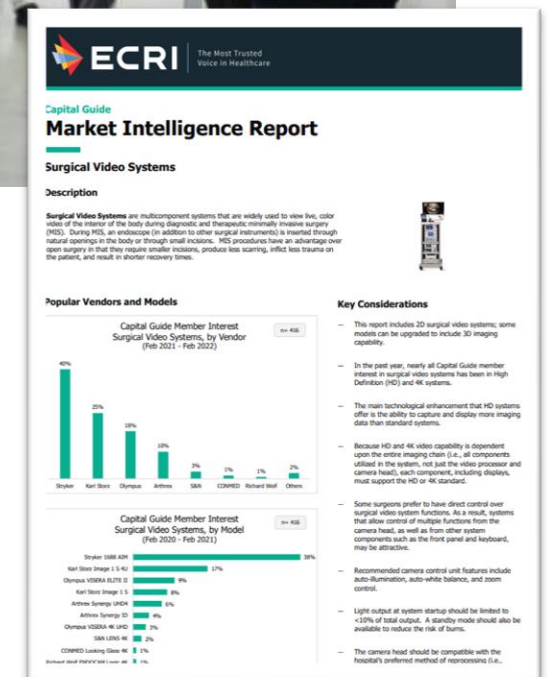 ECRI
The Most Trusted
Voice in Healthcare
Capital Guide
Market Intelligence Report
Surgical Video Systems
Description
Surgical Video Systems are multicomponent systems that are widely used to view live, color
video of the interior of the body during diagnostic and therapeutic minimally invasive surgery
(MIS). During MIS, an endoscope (in addition to other surgical instruments) is inserted through
natural openings in the body or through small incisions. MIS procedures have an advantage over
open surgery in that they require smaller incisions, produce less scarring, inflict less trauma on
the patient, and result in shorter recovery times.
Popular Vendors and Models
Capital Guide Member Interest
Surgical Video Systems, by Vendor
(Feb 2021 - Feb 2022)
n= 416
40%
25%
18%
10%
3%
1%
1%
2%
Stryker
Karl Storz
Olympus
Arthrex
S&N
CONMED
Richard Wolf
Others
Capital Guide Member Interest
Surgical Video Systems, by Model
(Feb 2020 - Feb 2021)
n= 416
Stryker 1688 AIM
38%
Karl Storz Image 1 S 4U
17%
Olympus VISERA ELITE II
9%
Karl Storz Image 1 S
8%
Arthrex Synergy UHD4
6%
Arthrex Synergy ID
4%
Olympus VISERA 4K UHD
3%
S&N LENS 4K
2%
CONMED Looking Glass 4K
1%
Richard Wolf ENDOCAM Logic 4K
1%
Key Considerations
— This report includes 2D surgical video systems; some
models can be upgraded to include 3D imaging
capability.
— In the past year, nearly all Capital Guide member
interest in surgical video systems has been in High
Definition (HD) and 4K systems.
— The main technological enhancement that HD systems
offer is the ability to capture and display more imaging
data than standard systems.
— Because HD and 4K video capability is dependent
upon the entire imaging chain (i.e., all components
utilized in the system, not just the video processor and
camera head), each component, including displays,
must support the HD or 4K standard.
— Some surgeons prefer to have direct control over
surgical video system functions. As a result, systems
that allow control of multiple functions from the
camera head, as well as from other system
components such as the front panel and keyboard,
may be attractive.
— Recommended camera control unit features include
auto-illumination, auto-white balance, and zoom
control.
— Light output at system startup should be limited to
<10% of total output. A standby mode should also be
available to reduce the risk of burns.
— The camera head should be compatible with the
hospital's preferred method of reprocessing (i.e.,